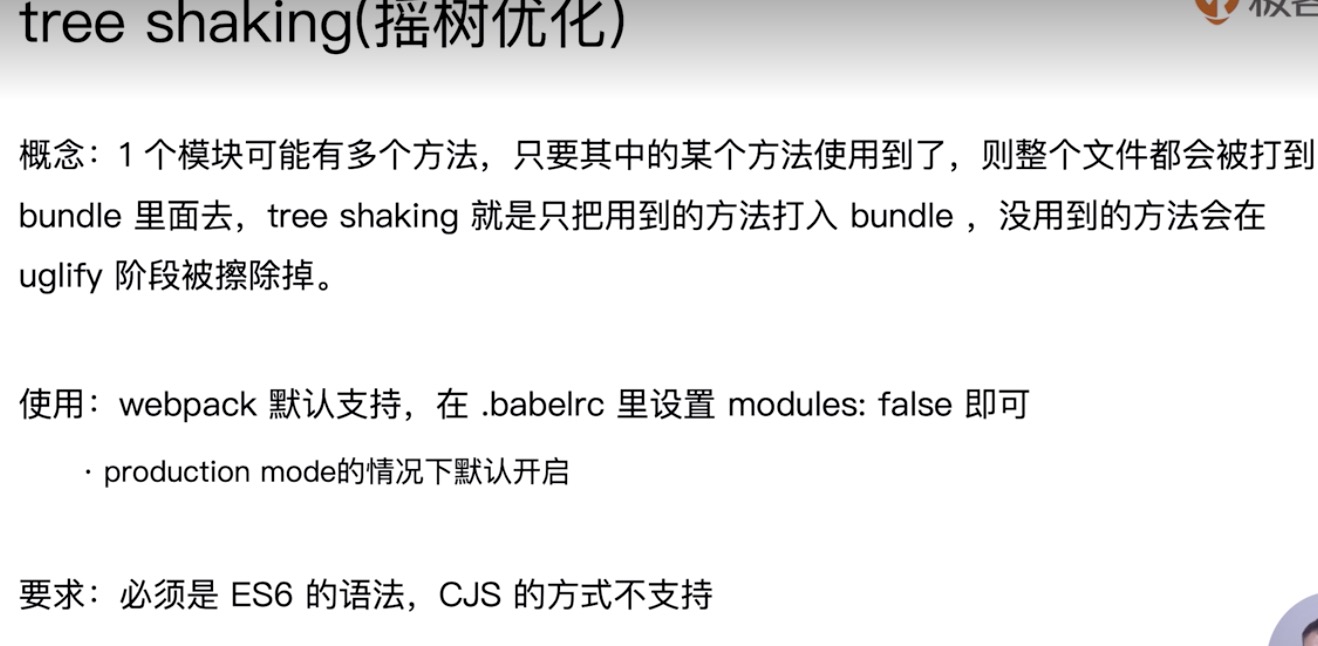 tree shaking(摇树优化)
极客
概念：1 个模块可能有多个方法，只要其中的某个方法使用到了，则整个文件都会被打到
bundle 里面去，tree shaking 就是只把用到的方法打入 bundle ，没用到的方法会在
uglify 阶段被擦除掉。
使用：webpack 默认支持，在 .babelrc 里设置 modules: false 即可
· production mode的情况下默认开启
要求：必须是 ES6 的语法，CJS 的方式不支持